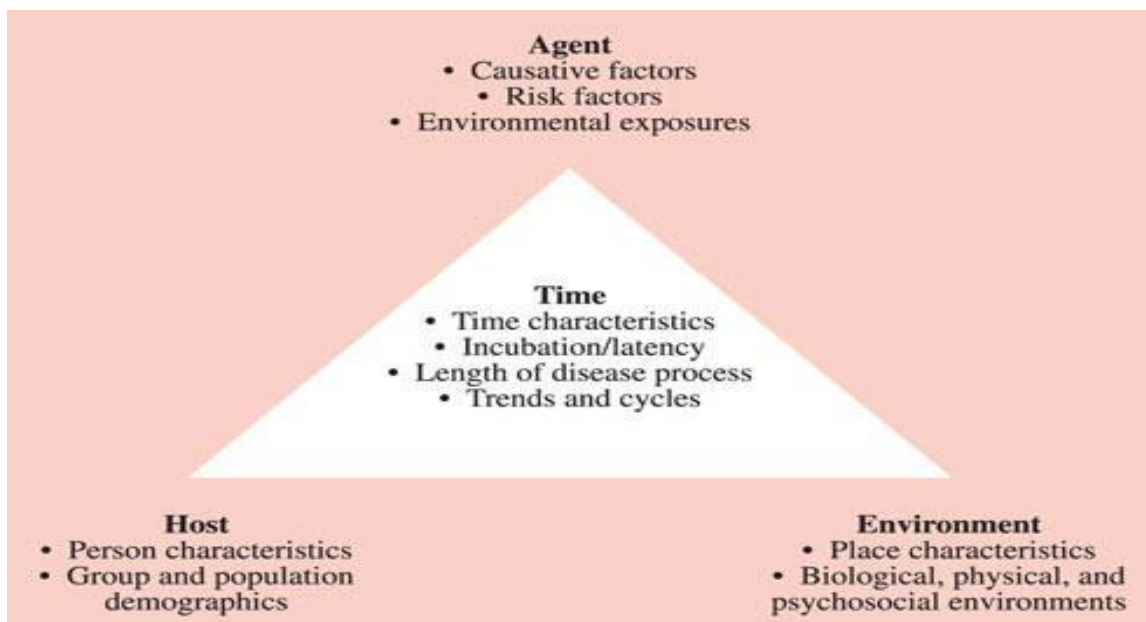 Agent
• Causative factors
• Risk factors
• Environmental exposures
Time
• Time characteristics
• Incubation/latency
• Length of disease process
• Trends and cycles
Host
• Person characteristics
• Group and population
demographics
Environment
• Place characteristics
• Biological, physical, and
psychosocial environments